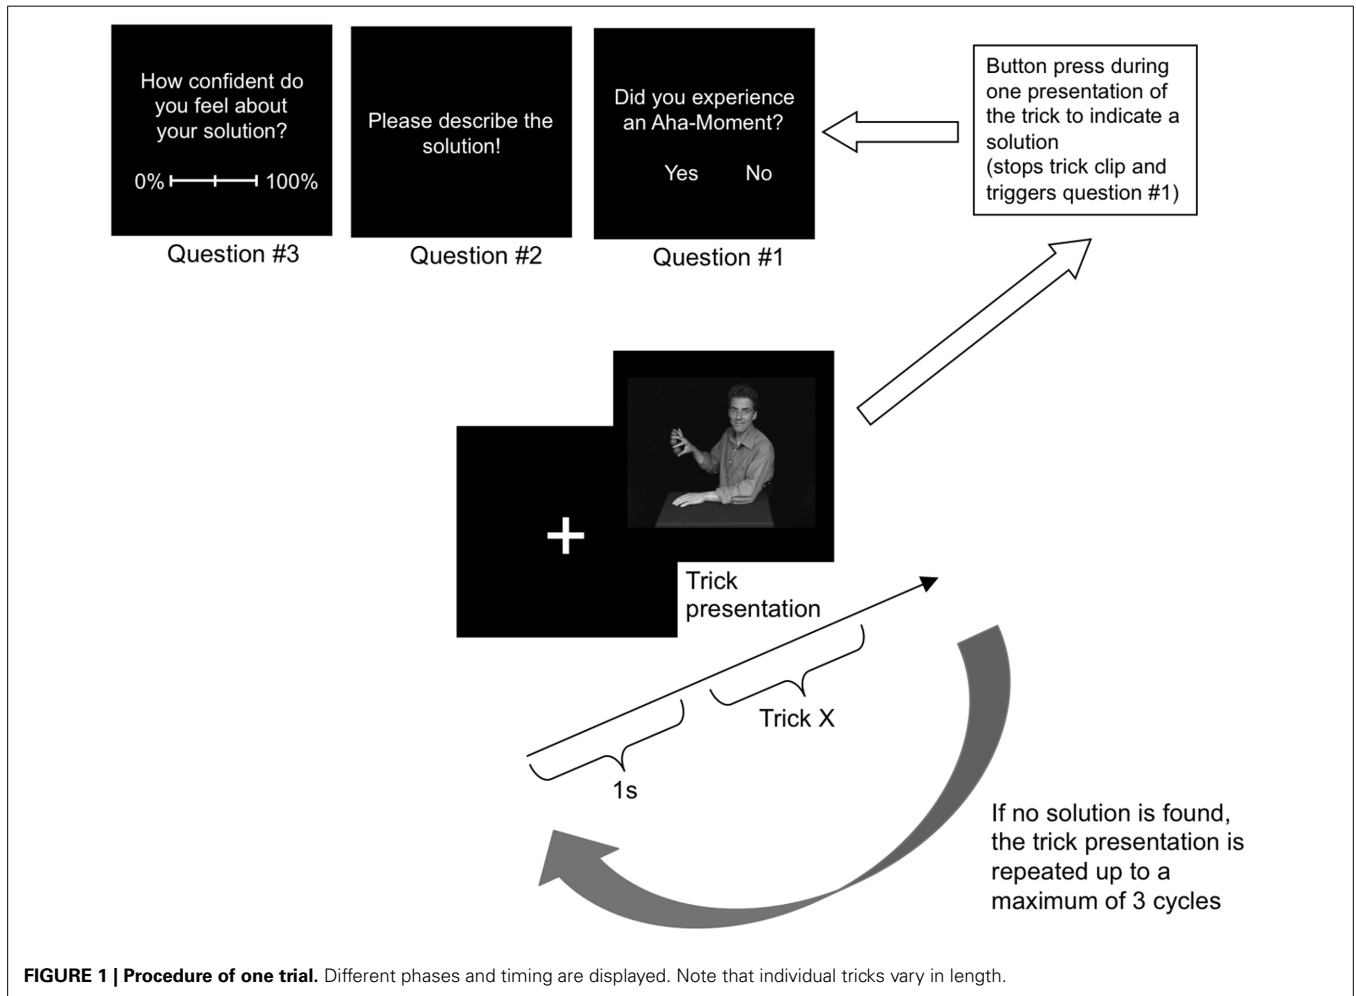 How confident do
you feel about
your solution?
0% 100%
Question #3
Please describe the
solution!
Question #2
Did you experience
an Aha-Moment?
Yes No
Question #1
Button press during
one presentation of
the trick to indicate a
solution
(stops trick clip and
triggers question #1)
Trick
presentation
Trick X
1s
If no solution is found,
the trick presentation is
repeated up to a
maximum of 3 cycles
FIGURE 1 | Procedure of one trial. Different phases and timing are displayed. Note that individual tricks vary in length.